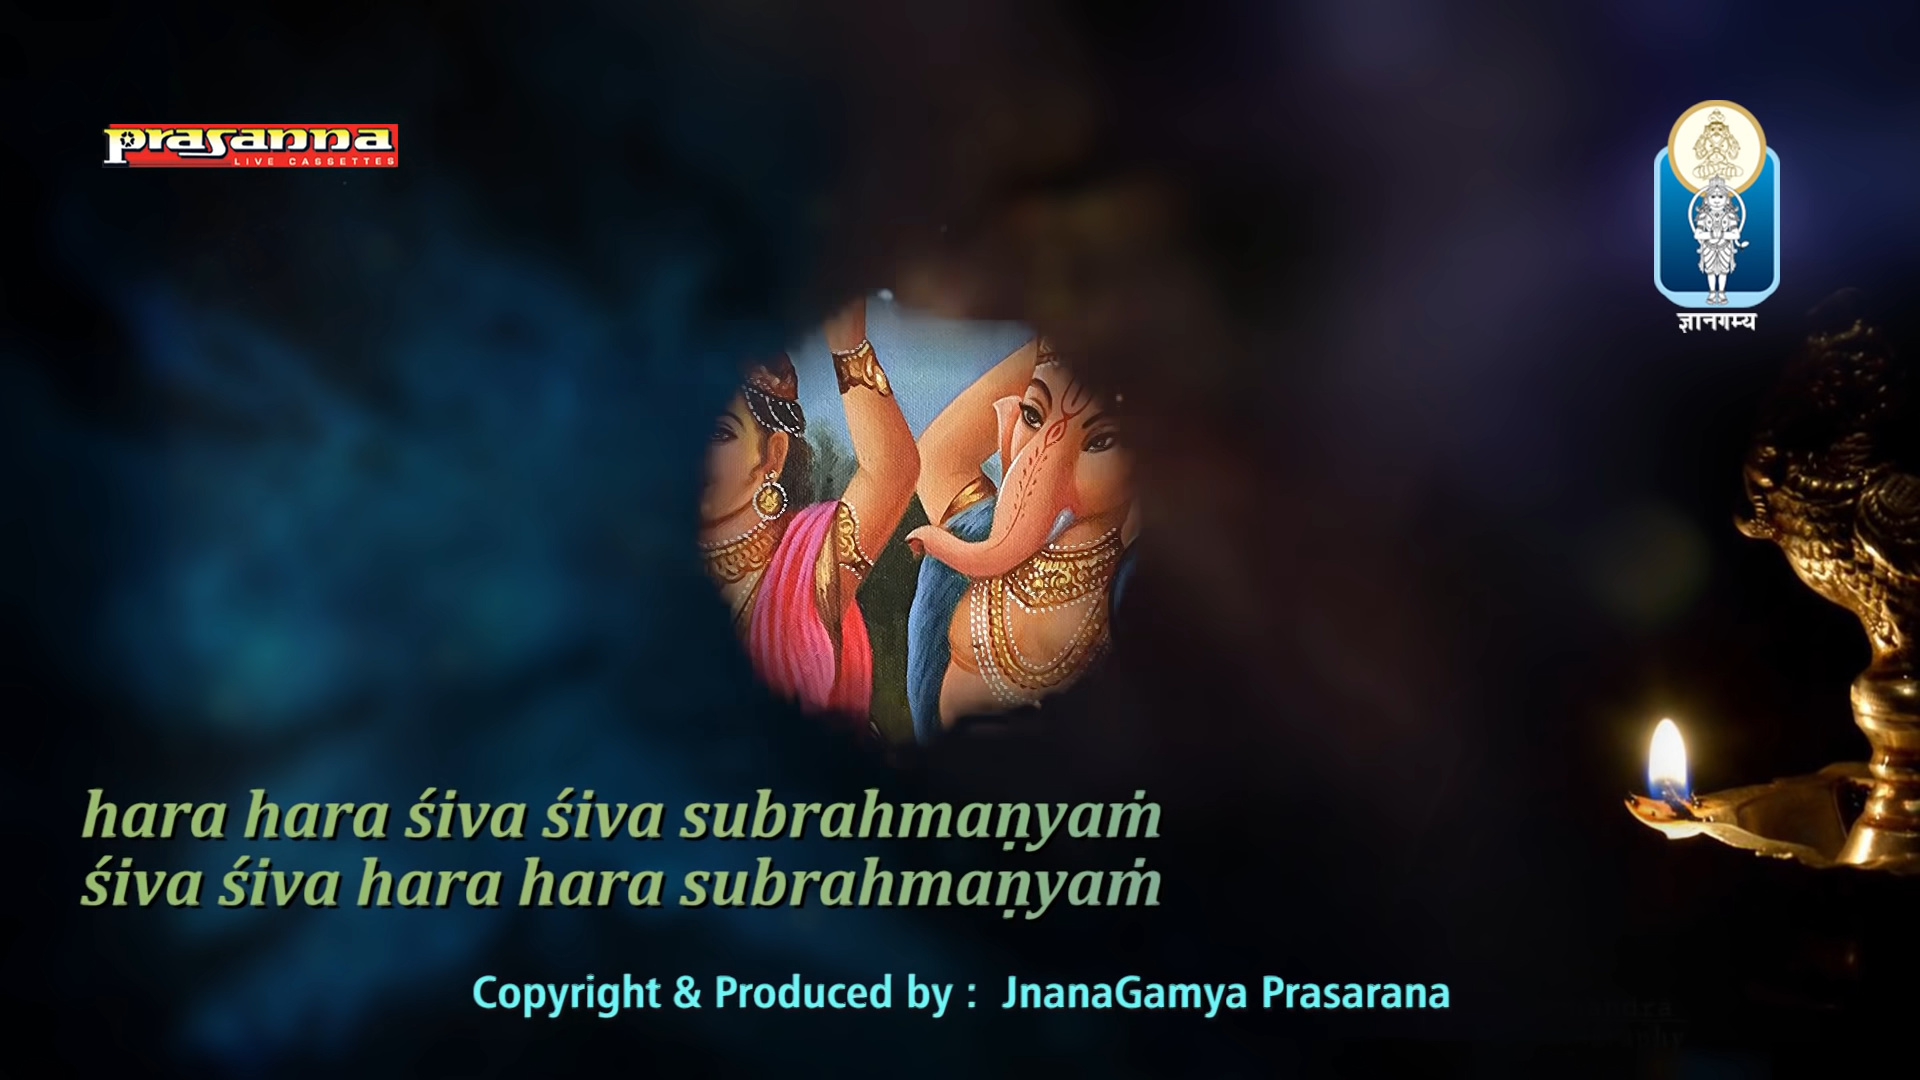 prasanna
LIVE CASSETTES
ज्ञानगम्य
hara hara śiva śiva subrahmaṇyaṁ
śiva śiva hara hara subrahmaṇyaṁ
Copyright & Produced by : JnanaGamya Prasarana